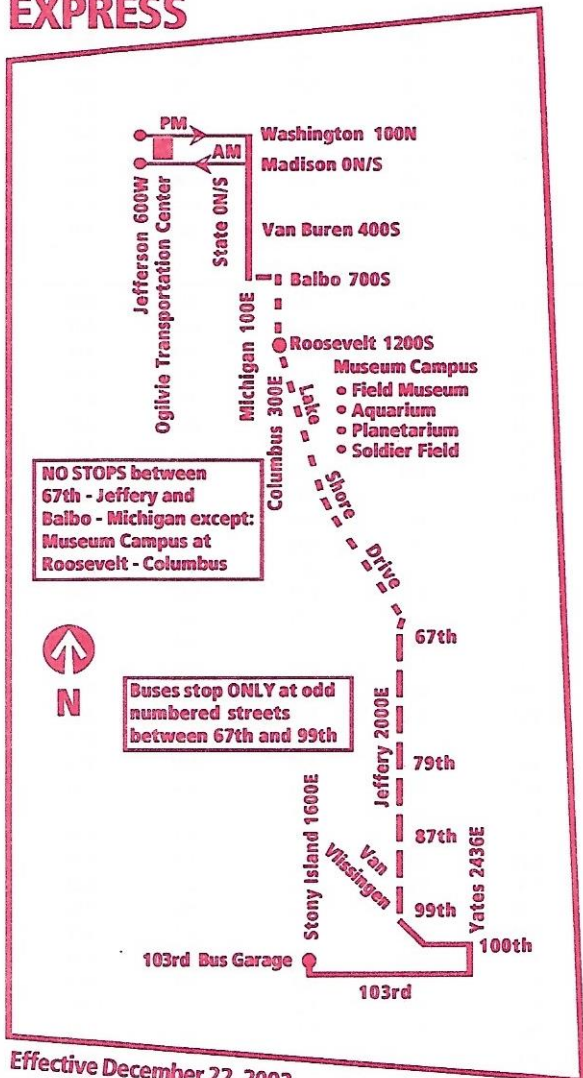 EXPRESS
PM
Washington 100N
AM
Madison 0N/S
Jefferson 600W
Ogilvie Transportation Center
State 0N/S
Van Buren 400S
Balbo 700S
Michigan 100E
Roosevelt 1200S
Columbus 300E
Museum Campus
• Field Museum
• Aquarium
• Planetarium
• Soldier Field
Lake
Shore
Drive
NO STOPS between
67th - Jeffery and
Balbo - Michigan except:
Museum Campus at
Roosevelt - Columbus
N
67th
Buses stop ONLY at odd
numbered streets
between 67th and 99th
Jeffery 2000E
79th
Stony Island 1600E
87th
Yates 2436E
Van
Vlissingen
99th
100th
103rd Bus Garage
103rd
Effective December 22, 2002